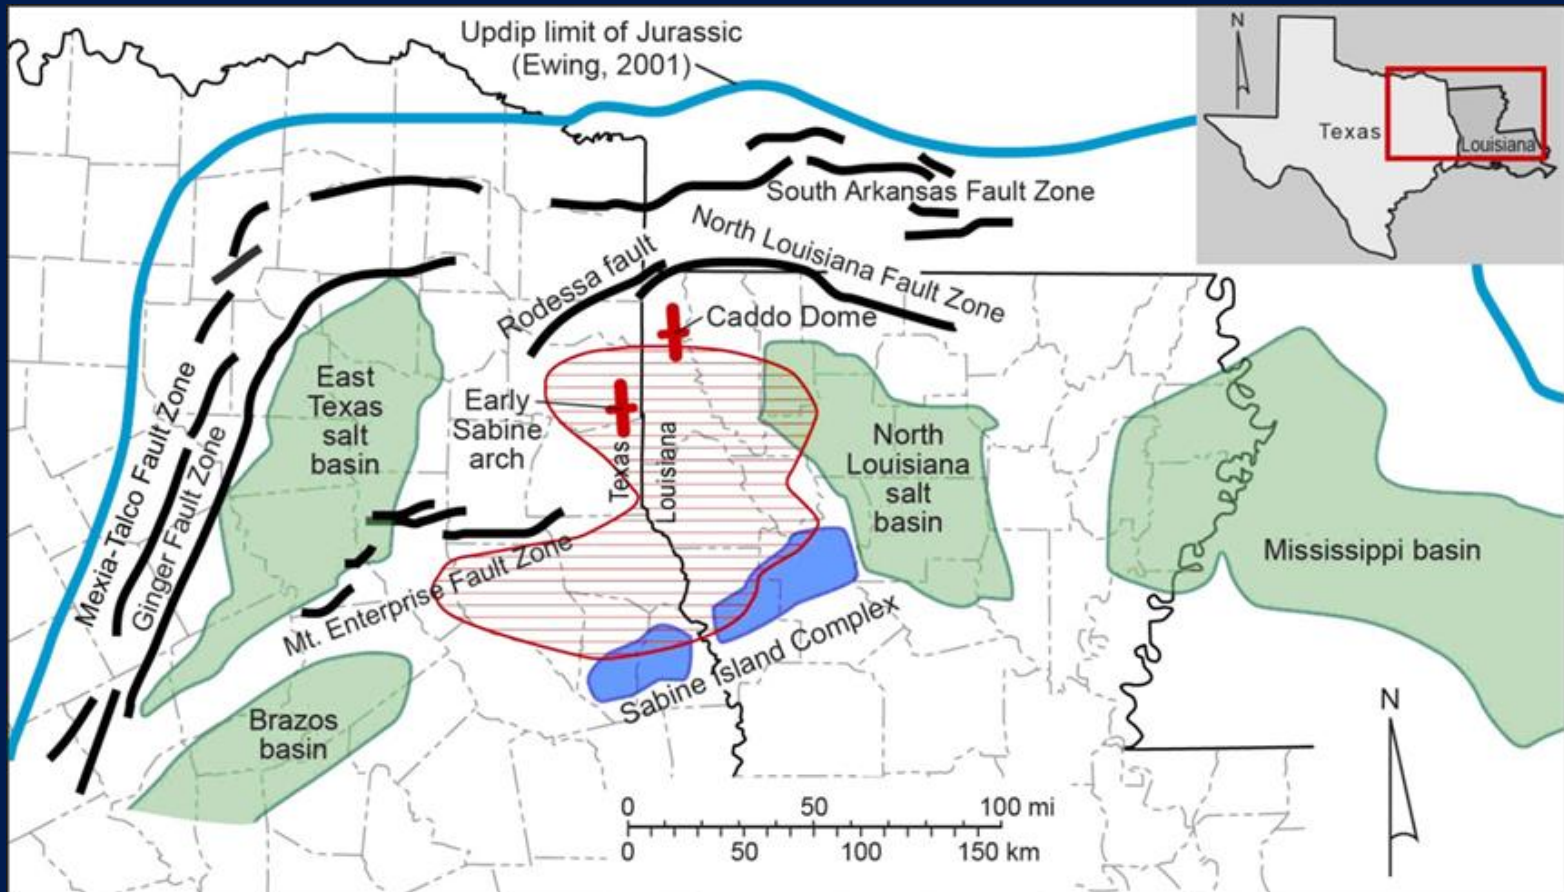 Updip limit of Jurassic
(Ewing, 2001)
N
Texas
Louisiana
South Arkansas Fault Zone
North Louisiana Fault Zone
Rodessa fault
Caddo Dome
East
Texas
salt
basin
Early
Sabine
arch
Texas
Louisiana
North
Louisiana
salt
basin
Mississippi basin
Mexia-Talco Fault Zone
Ginger Fault Zone
Mt. Enterprise Fault Zone
Sabine Island Complex
Brazos
basin
N
0 50 100 mi
0 50 100 150 km